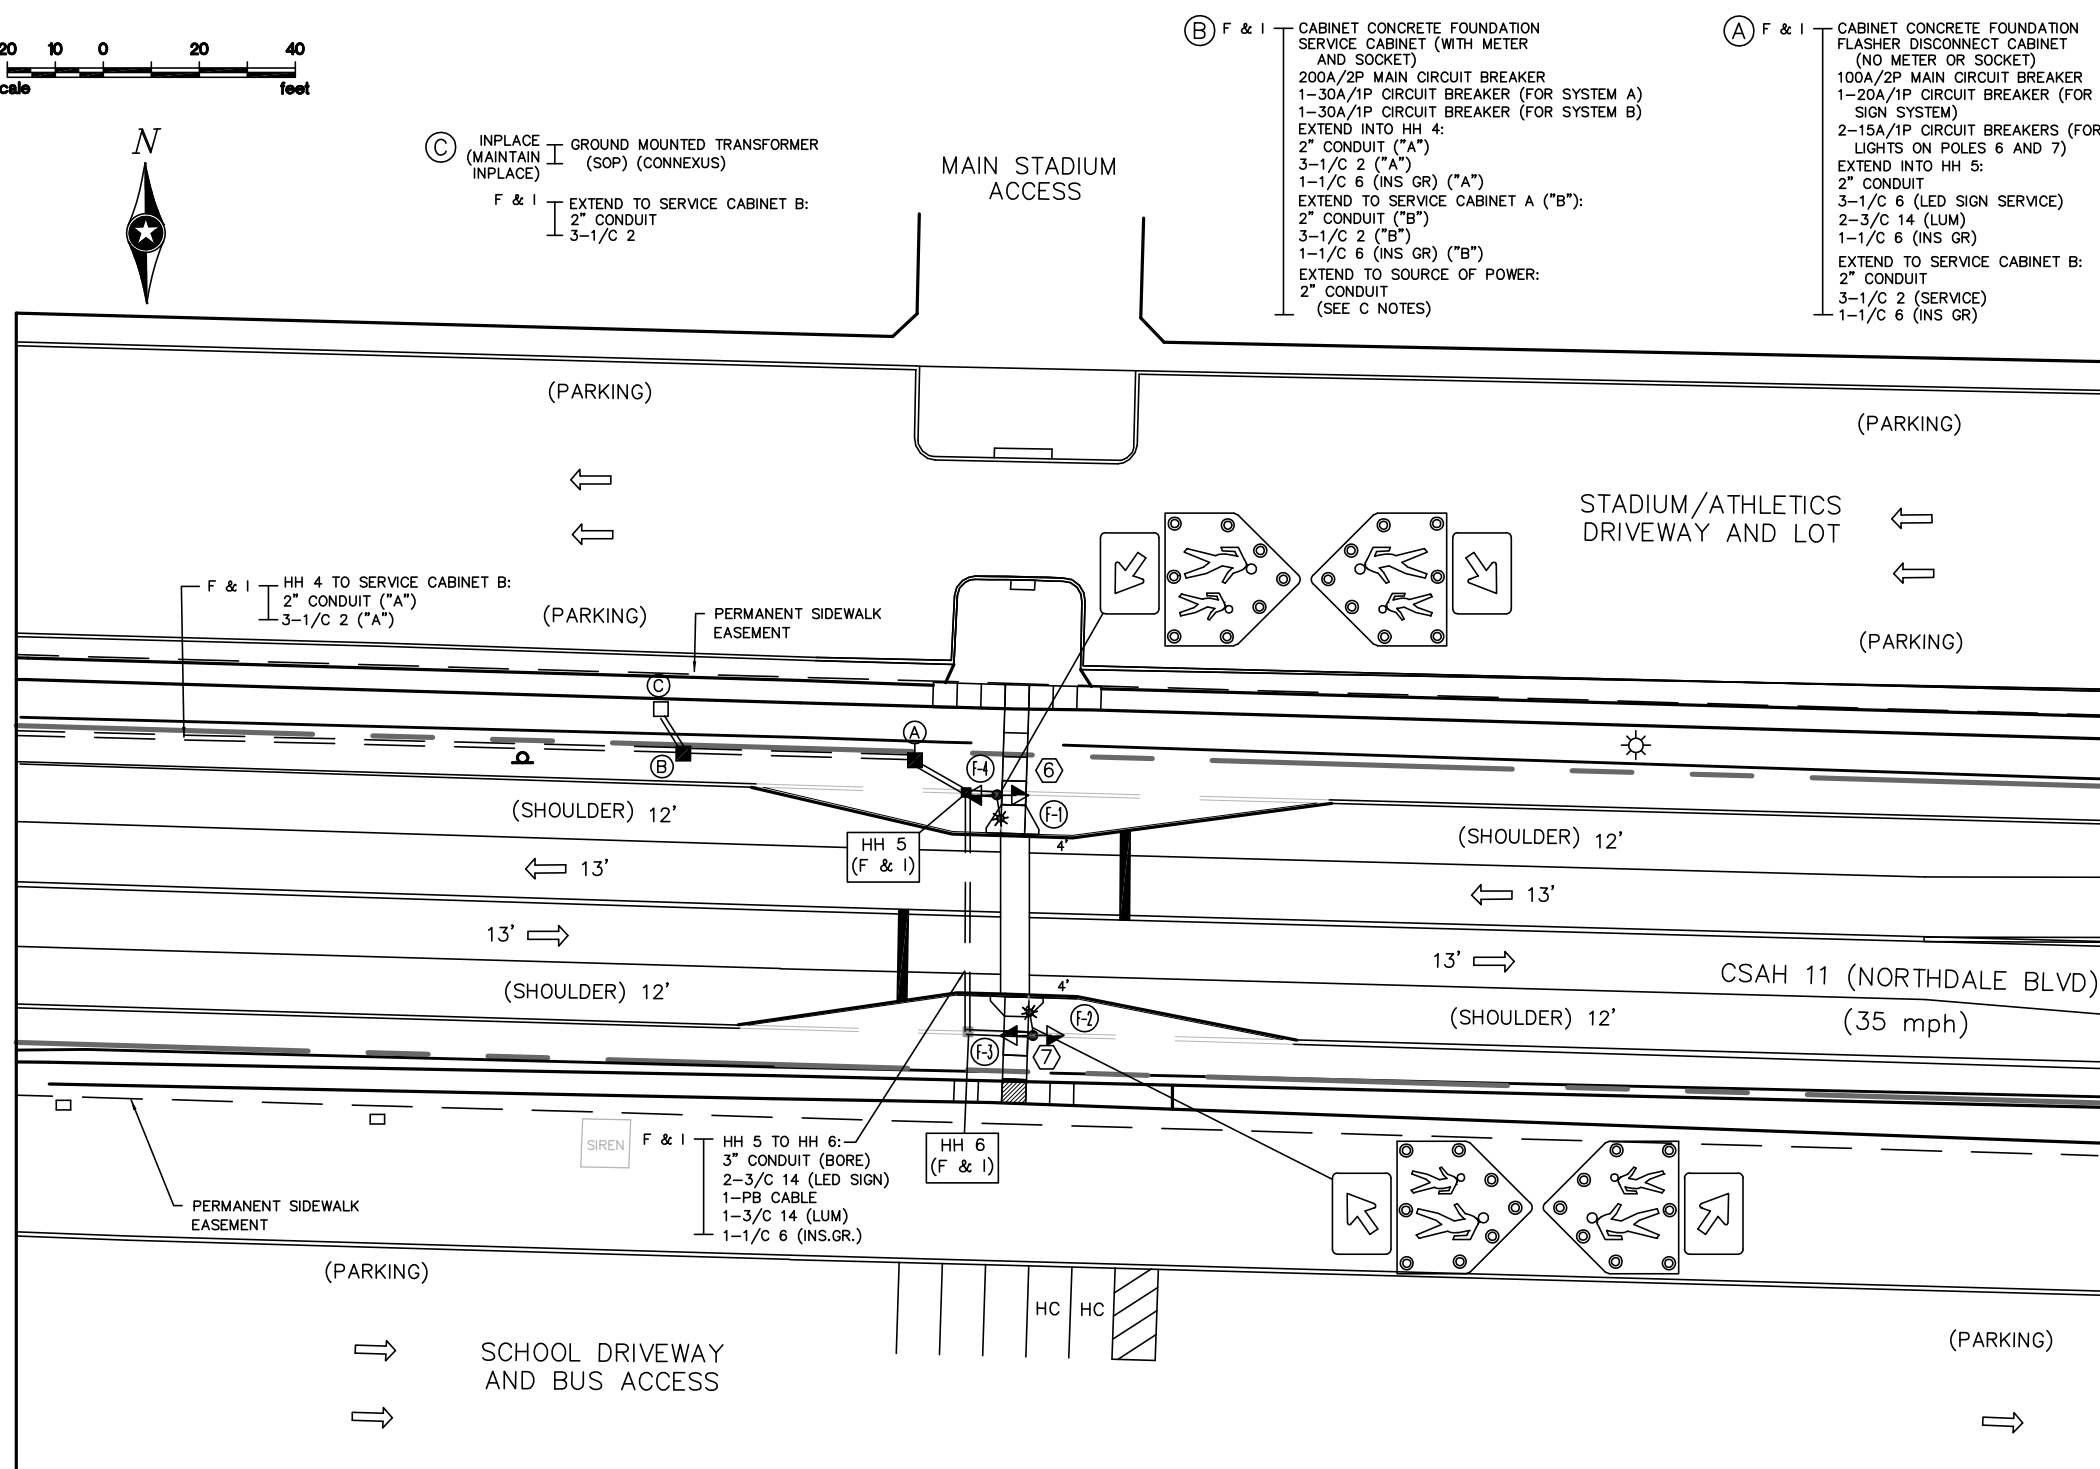 20 10 0 20 40
cale feet
N
C INPLACE (MAINTAIN INPLACE)
GROUND MOUNTED TRANSFORMER
(SOP) (CONNEXUS)
F & I
EXTEND TO SERVICE CABINET B:
2" CONDUIT
3-1/C 2
MAIN STADIUM
ACCESS
B F & I
CABINET CONCRETE FOUNDATION
SERVICE CABINET (WITH METER
AND SOCKET)
200A/2P MAIN CIRCUIT BREAKER
1-30A/1P CIRCUIT BREAKER (FOR SYSTEM A)
1-30A/1P CIRCUIT BREAKER (FOR SYSTEM B)
EXTEND INTO HH 4:
2" CONDUIT ("A")
3-1/C 2 ("A")
1-1/C 6 (INS GR) ("A")
EXTEND TO SERVICE CABINET A ("B"):
2" CONDUIT ("B")
3-1/C 2 ("B")
1-1/C 6 (INS GR) ("B")
EXTEND TO SOURCE OF POWER:
2" CONDUIT
(SEE C NOTES)
A F & I
CABINET CONCRETE FOUNDATION
FLASHER DISCONNECT CABINET
(NO METER OR SOCKET)
100A/2P MAIN CIRCUIT BREAKER
1-20A/1P CIRCUIT BREAKER (FOR
SIGN SYSTEM)
2-15A/1P CIRCUIT BREAKERS (FOR
LIGHTS ON POLES 6 AND 7)
EXTEND INTO HH 5:
2" CONDUIT
3-1/C 6 (LED SIGN SERVICE)
2-3/C 14 (LUM)
1-1/C 6 (INS GR)
EXTEND TO SERVICE CABINET B:
2" CONDUIT
3-1/C 2 (SERVICE)
1-1/C 6 (INS GR)
(PARKING)
(PARKING)
STADIUM/ATHLETICS
DRIVEWAY AND LOT
F & I
HH 4 TO SERVICE CABINET B:
2" CONDUIT ("A")
3-1/C 2 ("A")
(PARKING)
PERMANENT SIDEWALK
EASEMENT
(PARKING)
C
A
B
F-4
6
F-1
(SHOULDER) 12'
HH 5
(F & I)
4'
(SHOULDER) 12'
13'
13'
13'
13'
(SHOULDER) 12'
4'
CSAH 11 (NORTHDALE BLVD)
(35 mph)
F-2
(SHOULDER) 12'
F-3
7
SIREN
F & I
HH 5 TO HH 6:
3" CONDUIT (BORE)
2-3/C 14 (LED SIGN)
1-PB CABLE
1-3/C 14 (LUM)
1-1/C 6 (INS.GR.)
HH 6
(F & I)
PERMANENT SIDEWALK
EASEMENT
(PARKING)
HC HC
SCHOOL DRIVEWAY
AND BUS ACCESS
(PARKING)